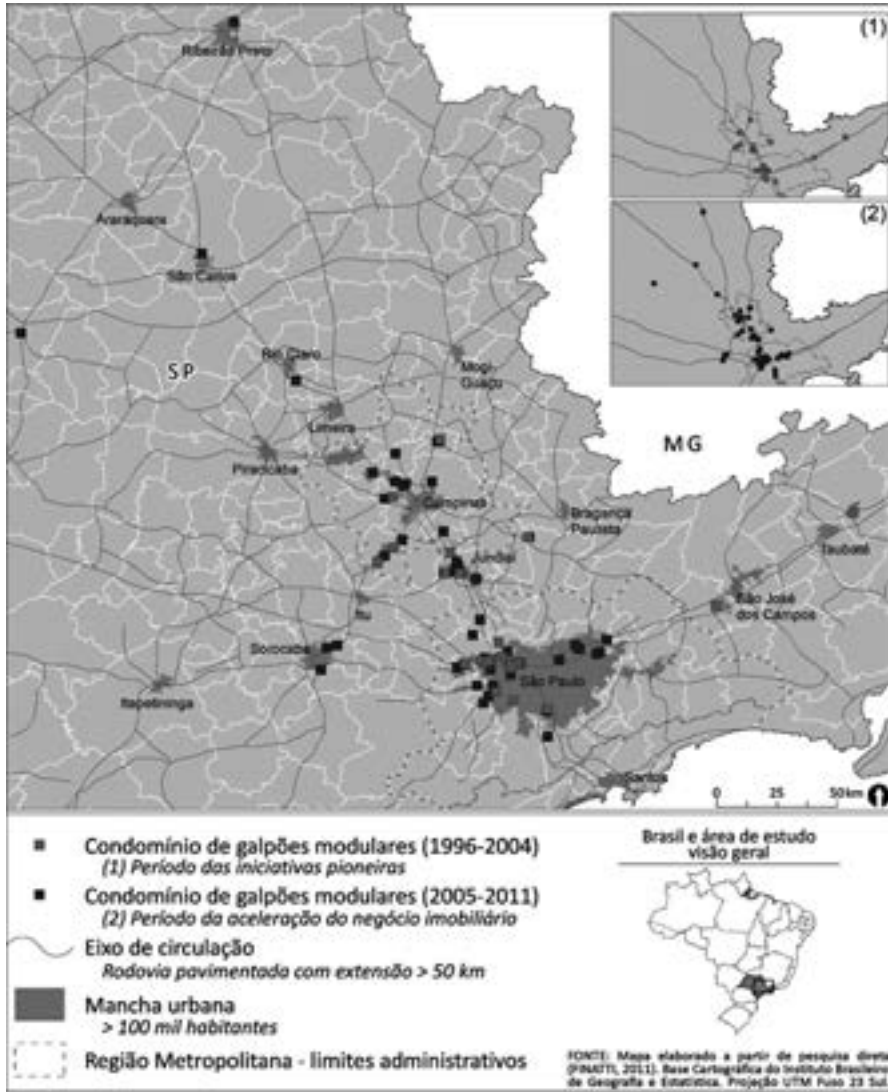 (1)
Ribeirão Preto
(2)
Araraquara
São Carlos
SP
Rio Claro
Mogi-
Guaçu
Limeira
MG
Piracicaba
Campinas
Bragança
Paulista
Jundiaí
Taubaté
São José
dos Campos
Itu
Sorocaba
São Paulo
Itapetininga
Santos
0 25 50 km
Condomínio de galpões modulares (1996-2004)
(1) Período das iniciativas pioneiras
Condomínio de galpões modulares (2005-2011)
(2) Período da aceleração do negócio imobiliário
Eixo de circulação
Rodovia pavimentada com extensão > 50 km
Mancha urbana
> 100 mil habitantes
Região Metropolitana - limites administrativos
Brasil e área de estudo
visão geral
FONTE: Mapa elaborado a partir de pesquisa direta
(FINATTI, 2011). Base Cartográfica do Instituto Brasileiro
de Geografia e Estatística. Projeção UTM Fuso 23 S